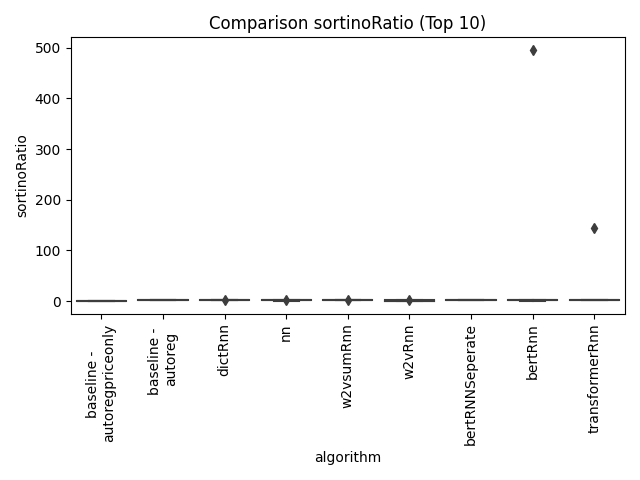 Comparison sortinoRatio (Top 10)
sortinoRatio
500
400
300
200
100
0
baseline -
autoregpriceonly
baseline -
autoreg
dictRnn
nn
w2vsumRnn
w2vRnn
bertRNNSeperate
bertRnn
transformerRnn
algorithm